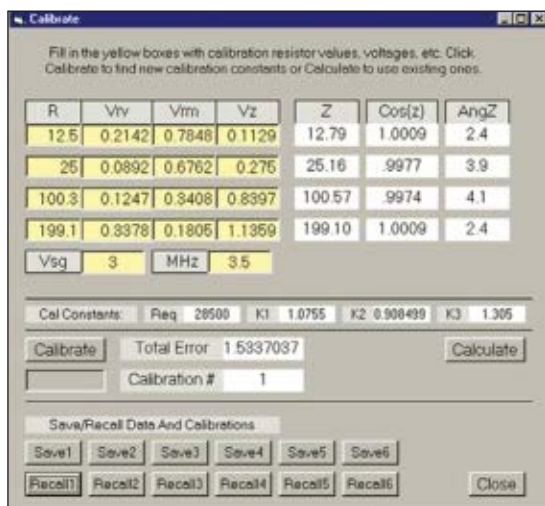 Calibrate
Fill in the yellow boxes with calibration resistor values, voltages, etc. Click
Calibrate to find new calibration constants or Calculate to use existing ones.
R Vrv Vrm Vz Z Cos(z) AngZ
12.5 0.2142 0.7848 0.1129 12.79 1.0009 2.4
25 0.0892 0.6762 0.275 25.16 .9977 3.9
100.3 0.1247 0.3408 0.8397 100.57 .9974 4.1
199.1 0.3378 0.1805 1.1359 199.10 1.0009 2.4
Vsg 3 MHz 3.5
Cal Constants: Req 28500 K1 1.0755 K2 0.908499 K3 1.305
Calibrate Total Error 1.5337037 Calculate
Calibration # 1
Save/Recall Data And Calibrations
Save1 Save2 Save3 Save4 Save5 Save6
Recall1 Recall2 Recall3 Recall4 Recall5 Recall6 Close